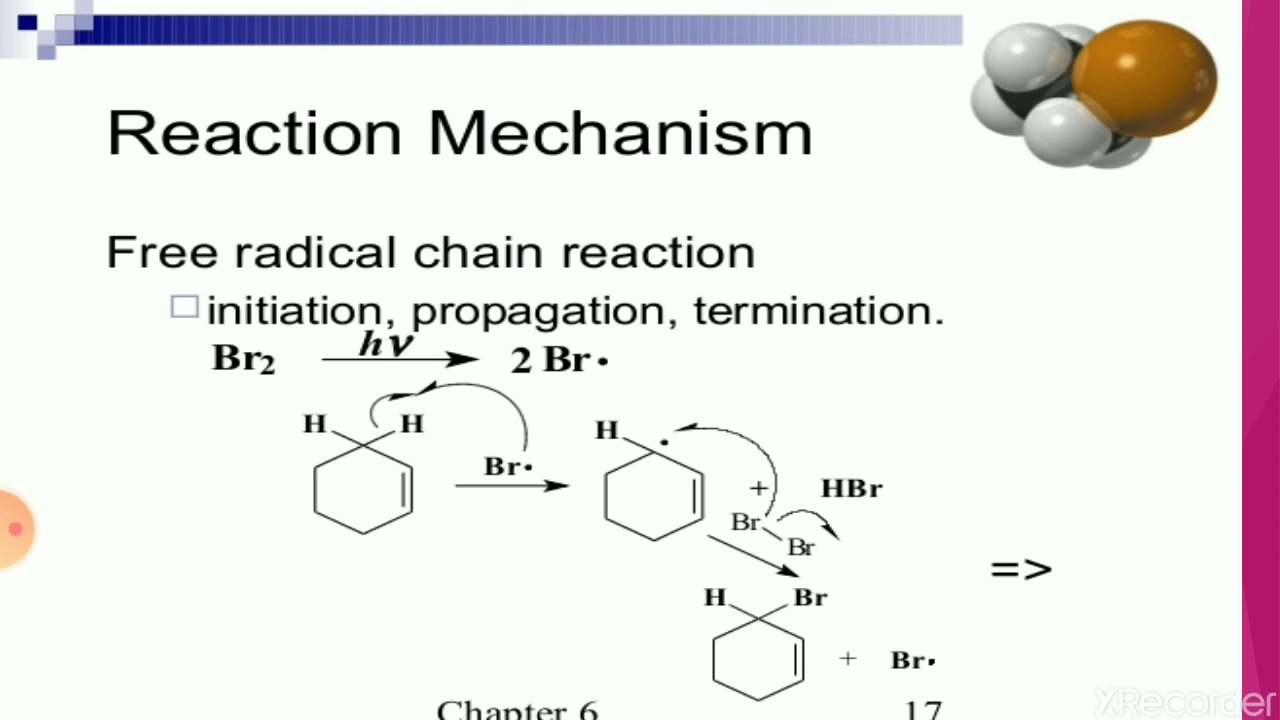 Reaction Mechanism
Free radical chain reaction
initiation, propagation, termination.
Br₂ hν 2 Br·
H H
Br·
H ·
+ HBr
Br
Br
=>
H Br
+ Br·
Chapter 6 17
XRecorder